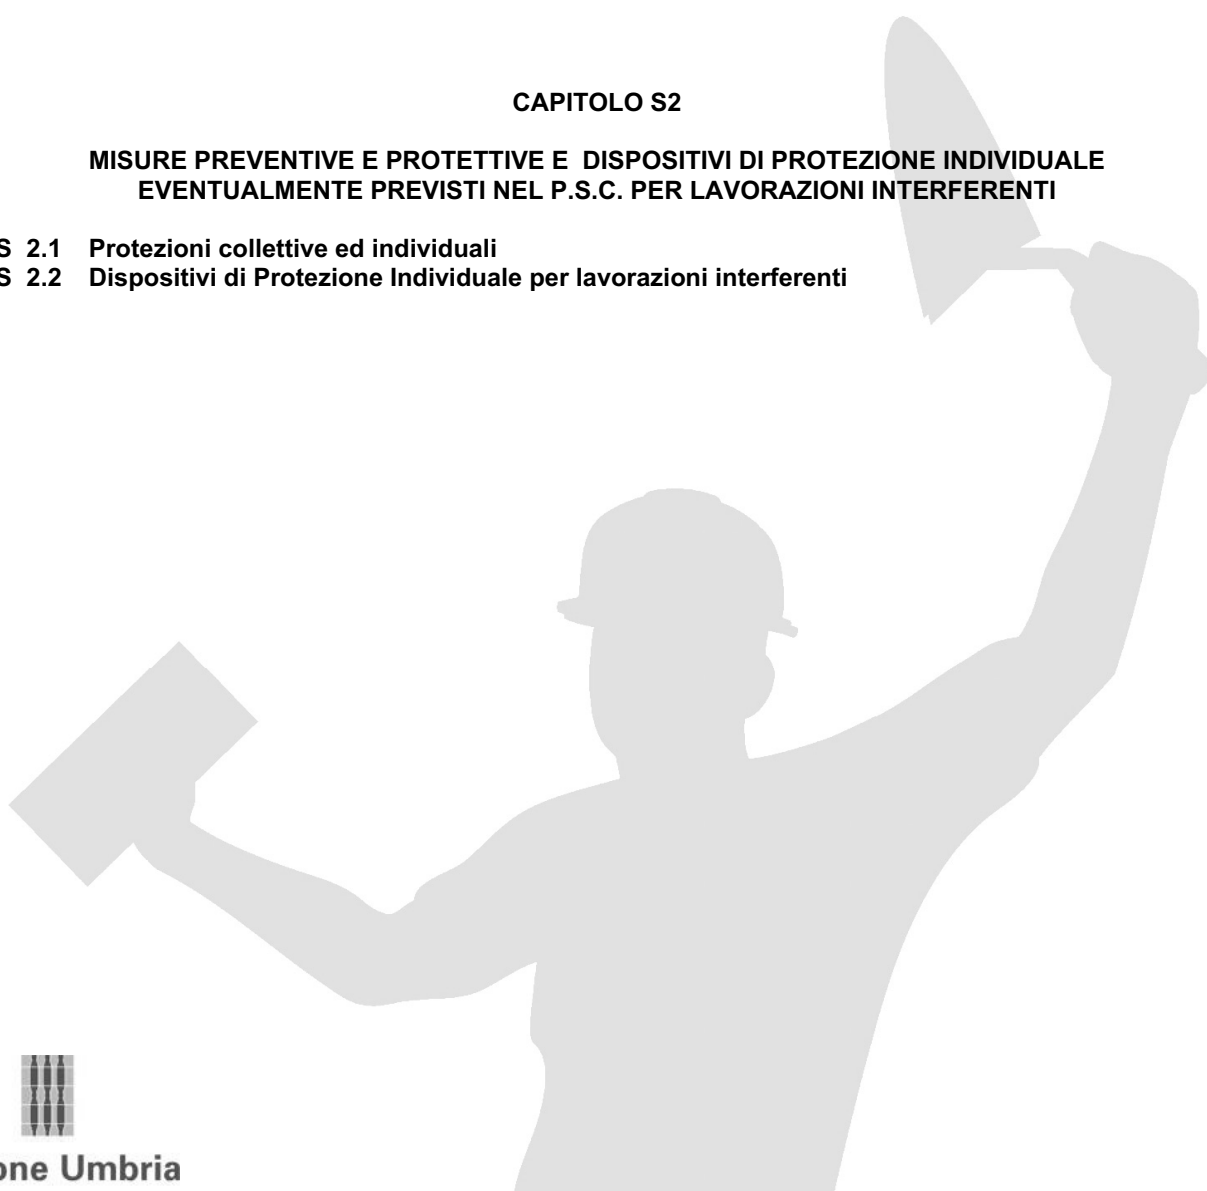 CAPITOLO S2
MISURE PREVENTIVE E PROTETTIVE E DISPOSITIVI DI PROTEZIONE INDIVIDUALE
EVENTUALMENTE PREVISTI NEL P.S.C. PER LAVORAZIONI INTERFERENTI
S 2.1 Protezioni collettive ed individuali
S 2.2 Dispositivi di Protezione Individuale per lavorazioni interferenti
one Umbria